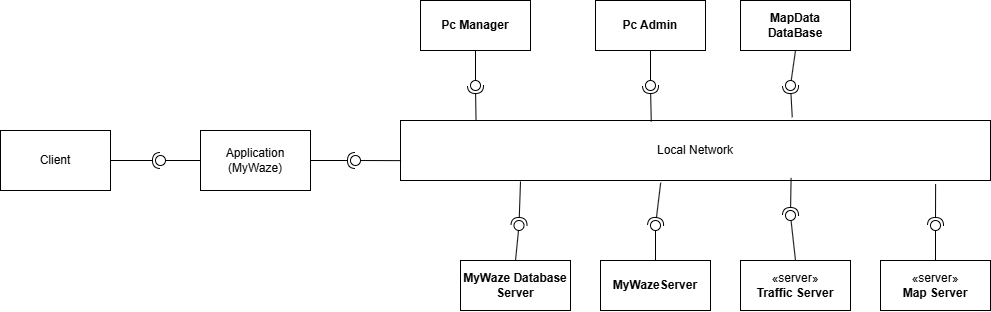 Pc Manager
Pc Admin
MapData
DataBase
Client
Application
(MyWaze)
Local Network
MyWaze Database
Server
MyWazeServer
«server»
Traffic Server
«server»
Map Server